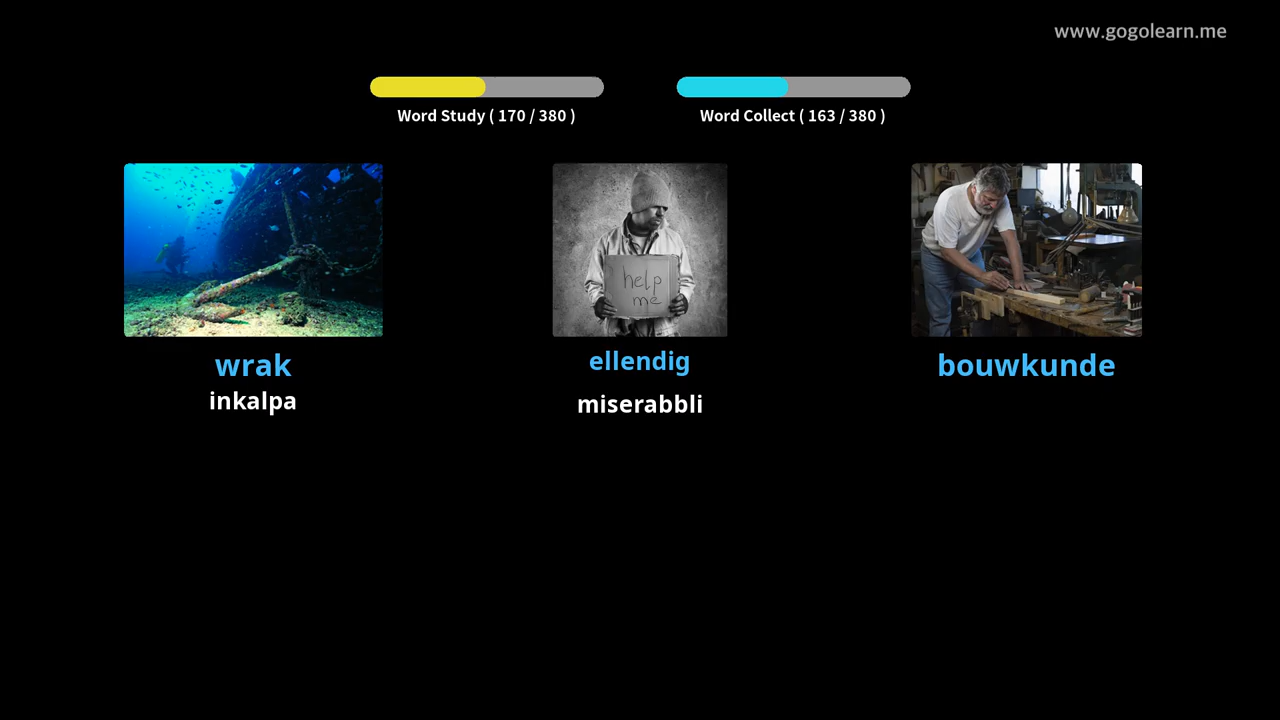 www.gogolearn.me
Word Study ( 170 / 380 )
Word Collect ( 163 / 380 )
help
me
wrak
ellendig
bouwkunde
inkalpa
miserabbli